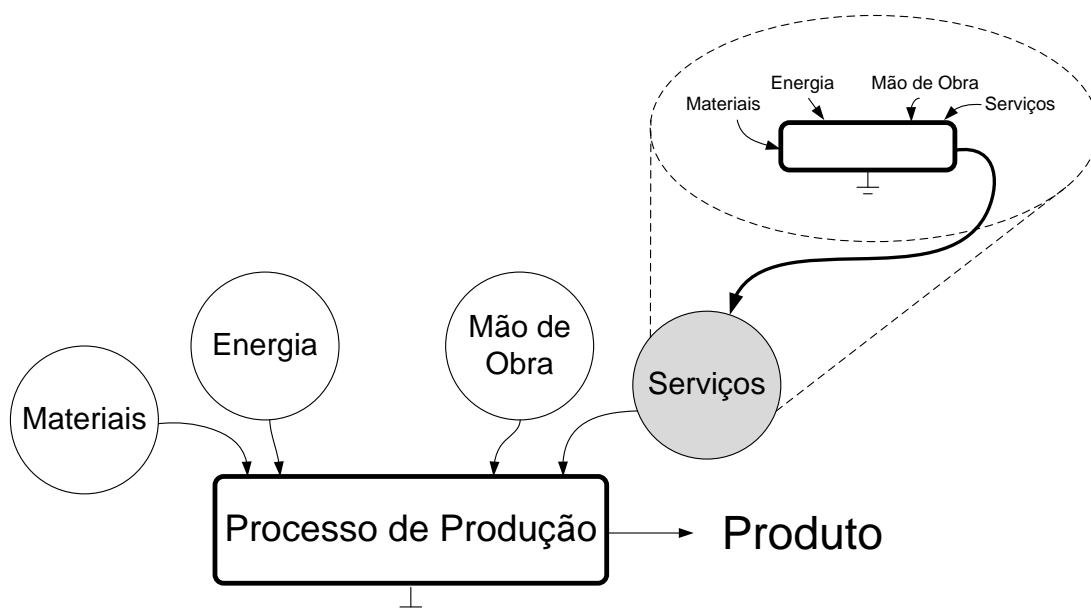 Energia
Mão de Obra
Materiais
Serviços
Energia
Mão de
Obra
Serviços
Materiais
Processo de Produção
Produto